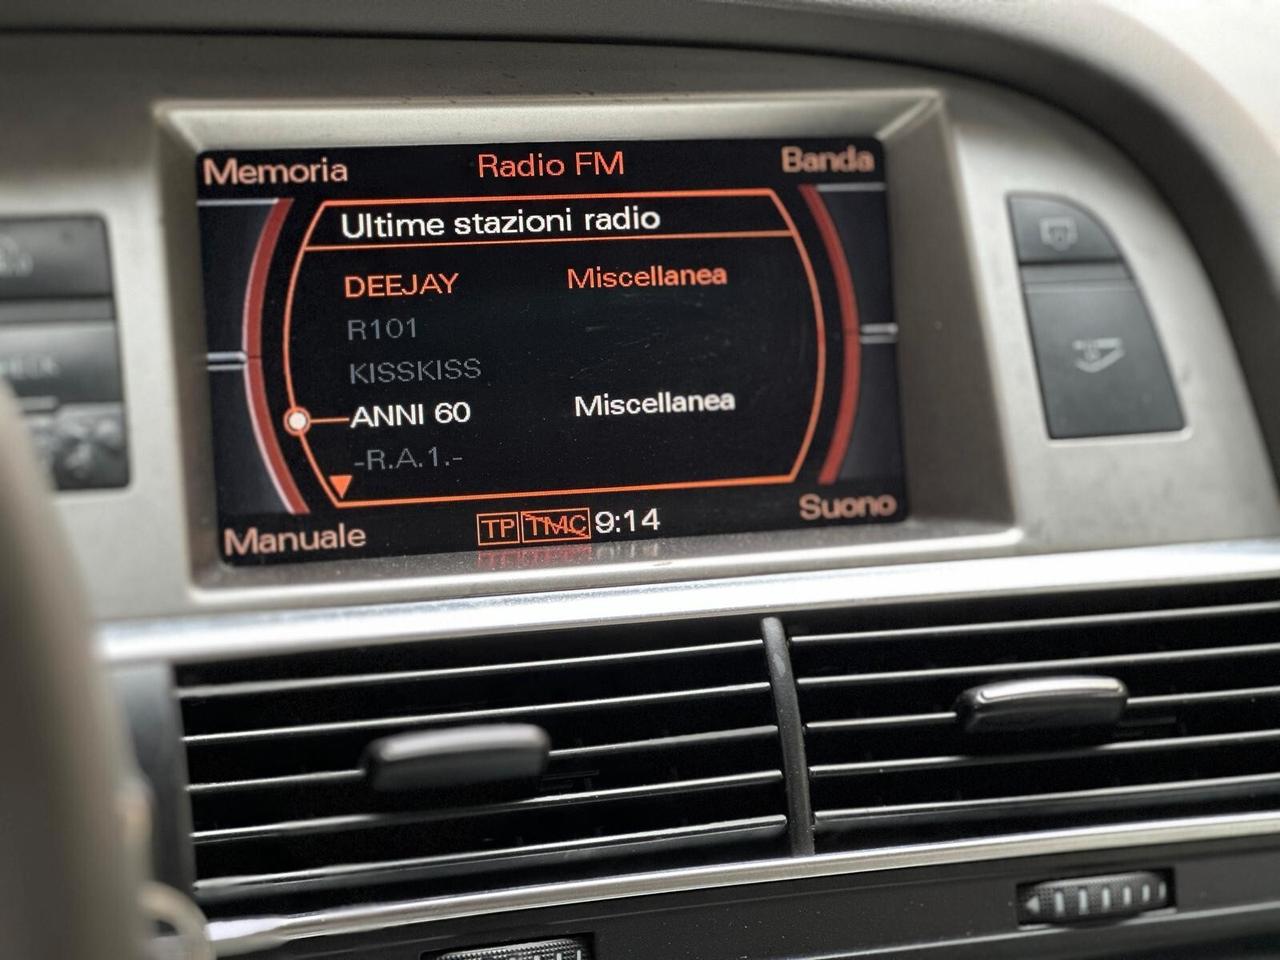 Memoria Radio FM Banda
Ultime stazioni radio
DEEJAY Miscellanea
R101
KISSKISS
ANNI 60 Miscellanea
-R.A.1.-
Manuale TP TMC 9:14 Suono